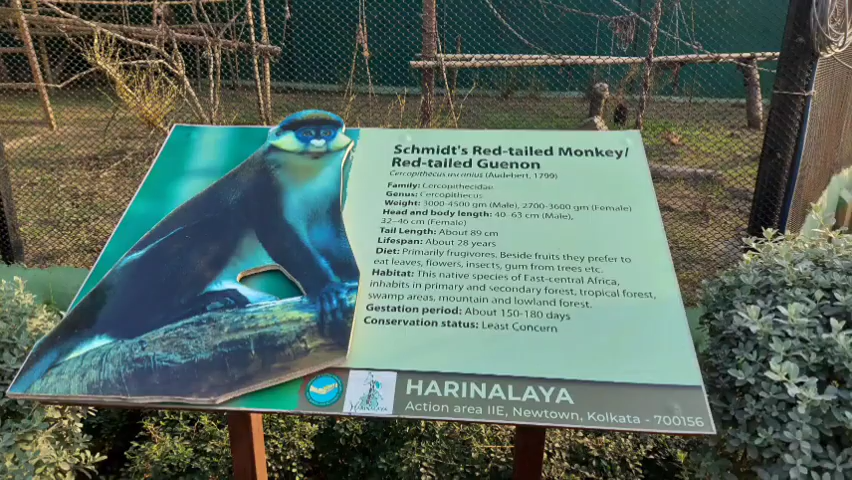 Schmidt's Red-tailed Monkey/
Red-tailed Guenon
Cercopithecus ascanius (Audebert, 1799)
Family: Cercopithecidae
Genus: Cercopithecus
Weight: 3000-4500 gm (Male), 2700-3600 gm (Female)
Head and body length: 40-63 cm (Male),
32-46 cm (Female)
Tail Length: About 89 cm
Lifespan: About 28 years
Diet: Primarily frugivores. Beside fruits they prefer to
eat leaves, flowers, insects, gum from trees etc.
Habitat: This native species of East-central Africa,
inhabits in primary and secondary forest, tropical forest,
swamp areas, mountain and lowland forest.
Gestation period: About 150-180 days
Conservation status: Least Concern
HARINALAYA
HARINALAYA
Action area IIE, Newtown, Kolkata - 700156